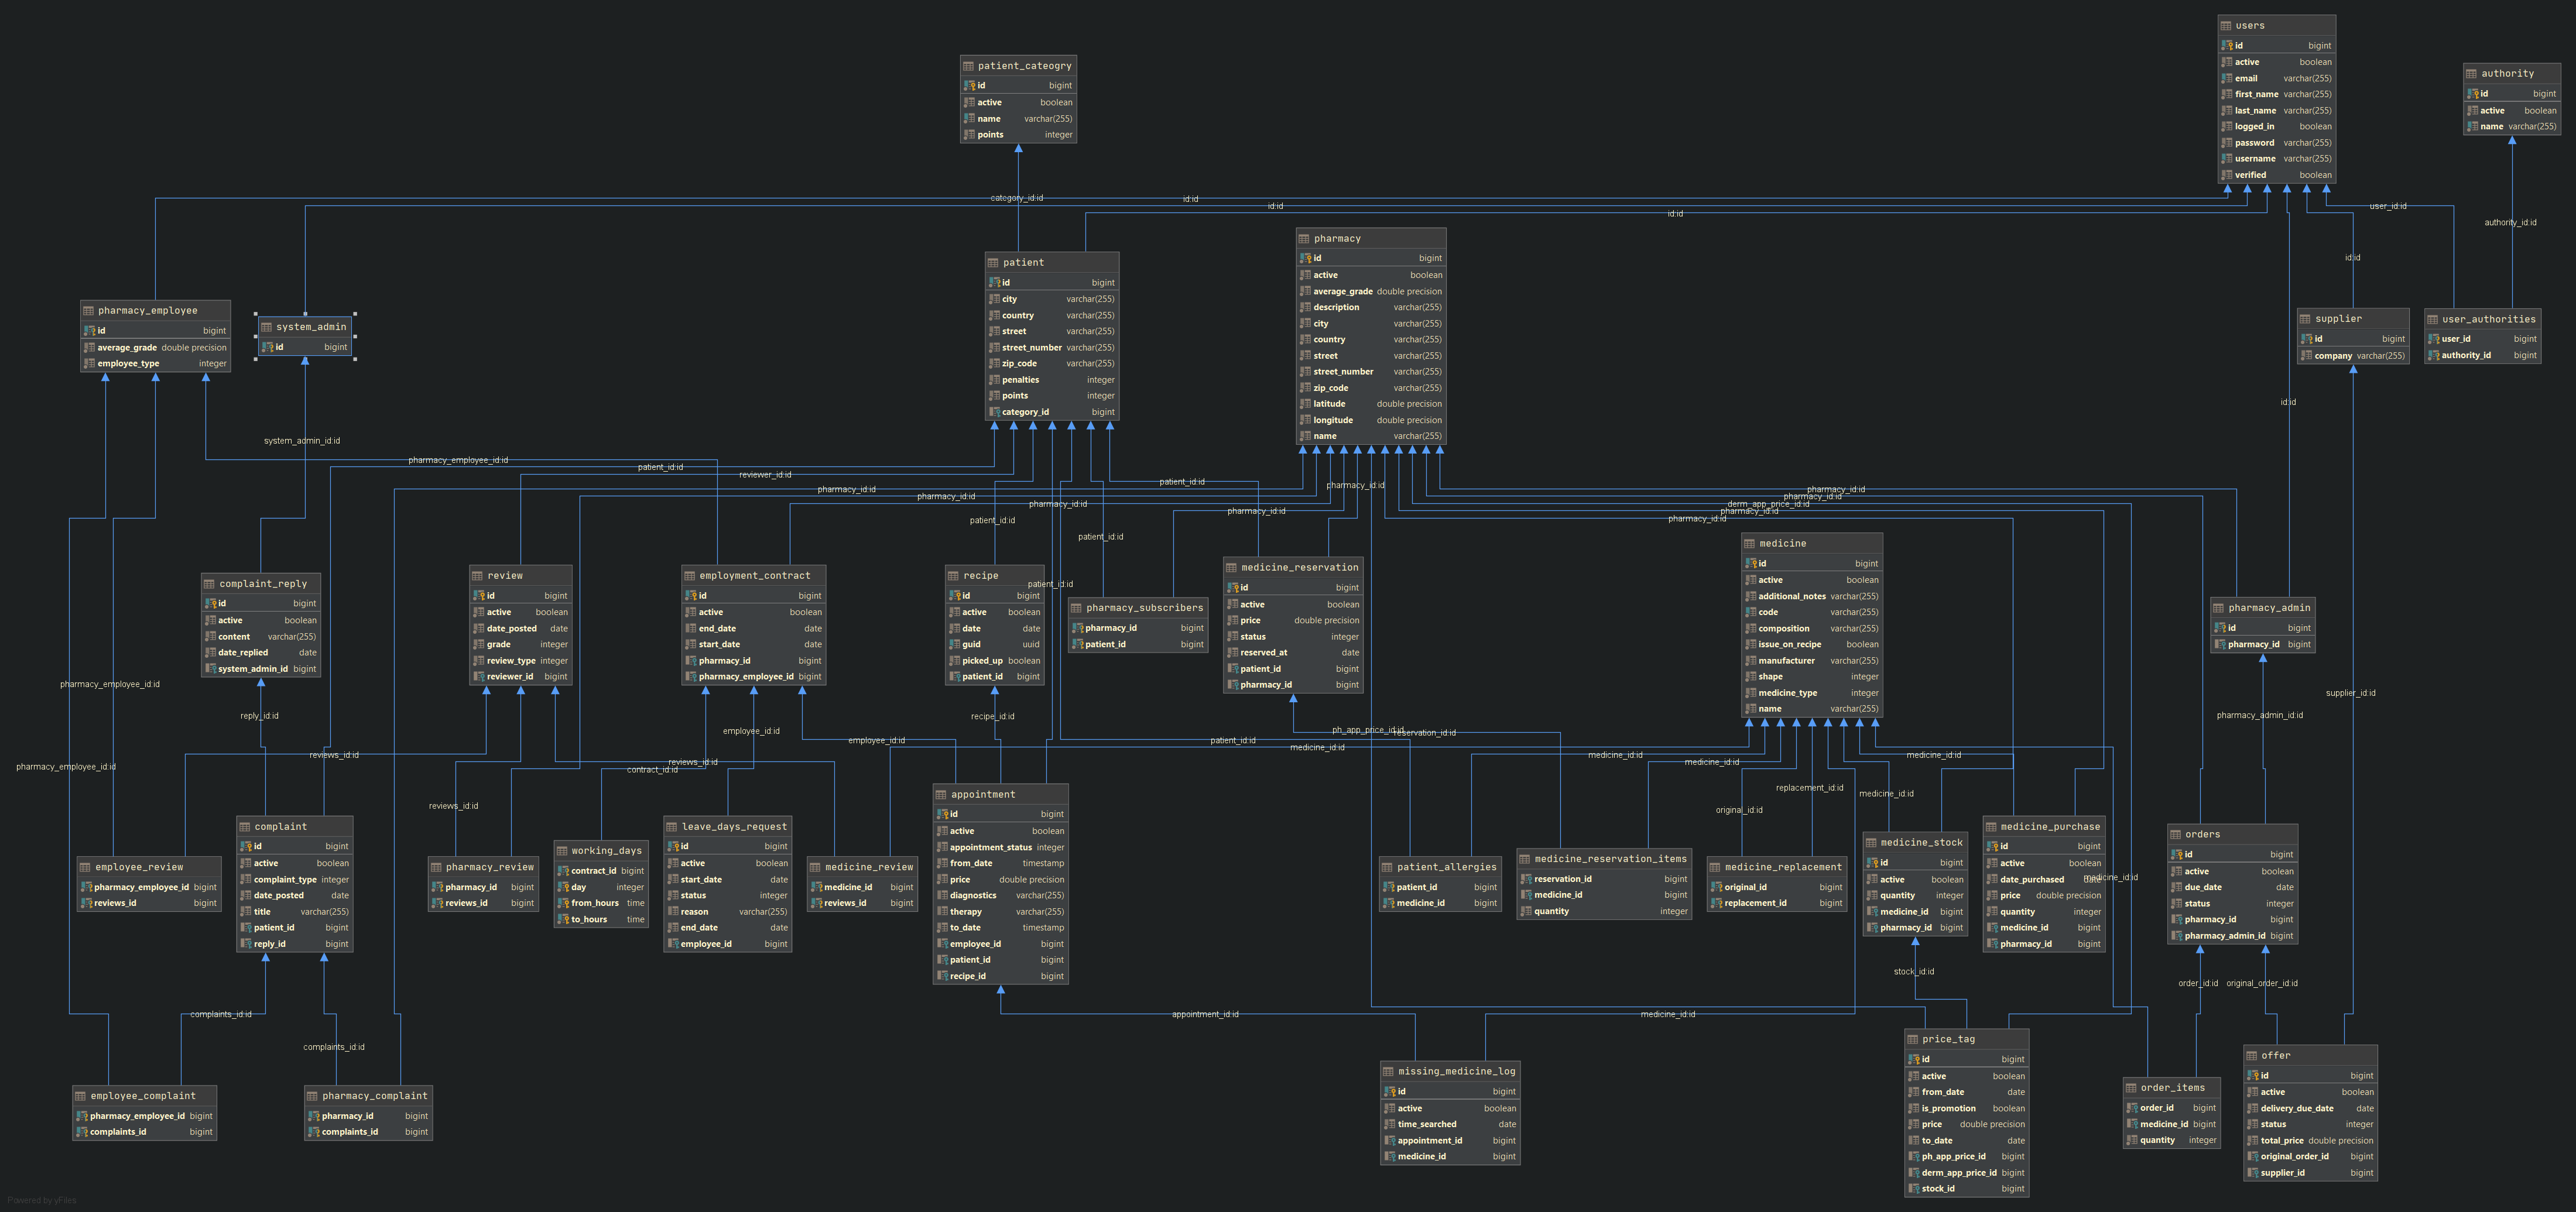 users
id bigint
active boolean
email varchar(255)
first_name varchar(255)
last_name varchar(255)
logged_in boolean
password varchar(255)
username varchar(255)
verified boolean
patient_cateogry
id bigint
active boolean
name varchar(255)
points integer
authority
id bigint
active boolean
name varchar(255)
category_id:id
id:id
id:id
id:id
user_id:id
authority_id:id
id:id
id:id
pharmacy
id bigint
active boolean
average_grade double precision
description varchar(255)
city varchar(255)
country varchar(255)
street varchar(255)
street_number varchar(255)
zip_code varchar(255)
latitude double precision
longitude double precision
name varchar(255)
patient
id bigint
city varchar(255)
country varchar(255)
street varchar(255)
street_number varchar(255)
zip_code varchar(255)
penalties integer
points integer
category_id bigint
pharmacy_employee
id bigint
average_grade double precision
employee_type integer
system_admin
id bigint
supplier
id bigint
company varchar(255)
user_authorities
user_id bigint
authority_id bigint
system_admin_id:id
pharmacy_employee_id:id
patient_id:id
reviewer_id:id
pharmacy_id:id
pharmacy_id:id
pharmacy_id:id
patient_id:id
pharmacy_id:id
pharmacy_id:id
pharmacy_id:id
pharmacy_id:id
derm_app_price_id:id
pharmacy_id:id
pharmacy_id:id
patient_id:id
patient_id:id
patient_id:id
complaint_reply
id bigint
active boolean
content varchar(255)
date_replied date
system_admin_id bigint
review
id bigint
active boolean
date_posted date
grade integer
review_type integer
reviewer_id bigint
employment_contract
id bigint
active boolean
end_date date
start_date date
pharmacy_id bigint
pharmacy_employee_id bigint
recipe
id bigint
active boolean
date date
guid uuid
picked_up boolean
patient_id bigint
pharmacy_subscribers
pharmacy_id bigint
patient_id bigint
medicine_reservation
id bigint
active boolean
price double precision
status integer
reserved_at date
patient_id bigint
pharmacy_id bigint
medicine
id bigint
active boolean
additional_notes varchar(255)
code varchar(255)
composition varchar(255)
issue_on_recipe boolean
manufacturer varchar(255)
shape integer
medicine_type integer
name varchar(255)
pharmacy_admin
id bigint
pharmacy_id bigint
pharmacy_employee_id:id
pharmacy_employee_id:id
reply_id:id
reviews_id:id
reviews_id:id
reviews_id:id
contract_id:id
employee_id:id
employee_id:id
recipe_id:id
patient_id:id
medicine_id:id
ph_app_price_id:id
reservation_id:id
medicine_id:id
medicine_id:id
original_id:id
replacement_id:id
medicine_id:id
medicine_id:id
medicine_id:id
pharmacy_admin_id:id
supplier_id:id
employee_review
pharmacy_employee_id bigint
reviews_id bigint
complaint
id bigint
active boolean
complaint_type integer
date_posted date
title varchar(255)
patient_id bigint
reply_id bigint
pharmacy_review
pharmacy_id bigint
reviews_id bigint
working_days
contract_id bigint
day integer
from_hours time
to_hours time
leave_days_request
id bigint
active boolean
start_date date
status integer
reason varchar(255)
end_date date
employee_id bigint
medicine_review
medicine_id bigint
reviews_id bigint
appointment
id bigint
active boolean
appointment_status integer
from_date timestamp
price double precision
diagnostics varchar(255)
therapy varchar(255)
to_date timestamp
employee_id bigint
patient_id bigint
recipe_id bigint
patient_allergies
patient_id bigint
medicine_id bigint
medicine_reservation_items
reservation_id bigint
medicine_id bigint
quantity integer
medicine_replacement
original_id bigint
replacement_id bigint
medicine_stock
id bigint
active boolean
quantity integer
medicine_id bigint
pharmacy_id bigint
medicine_purchase
id bigint
active boolean
date_purchased date
price double precision
quantity integer
medicine_id bigint
pharmacy_id bigint
orders
id bigint
active boolean
due_date date
status integer
pharmacy_id bigint
pharmacy_admin_id bigint
stock_id:id
order_id:id
original_order_id:id
complaints_id:id
complaints_id:id
appointment_id:id
medicine_id:id
employee_complaint
pharmacy_employee_id bigint
complaints_id bigint
pharmacy_complaint
pharmacy_id bigint
complaints_id bigint
missing_medicine_log
id bigint
active boolean
time_searched date
appointment_id bigint
medicine_id bigint
price_tag
id bigint
active boolean
from_date date
is_promotion boolean
price double precision
to_date date
ph_app_price_id bigint
derm_app_price_id bigint
stock_id bigint
order_items
order_id bigint
medicine_id bigint
quantity integer
offer
id bigint
active boolean
delivery_due_date date
status integer
total_price double precision
original_order_id bigint
supplier_id bigint
Powered by yFiles